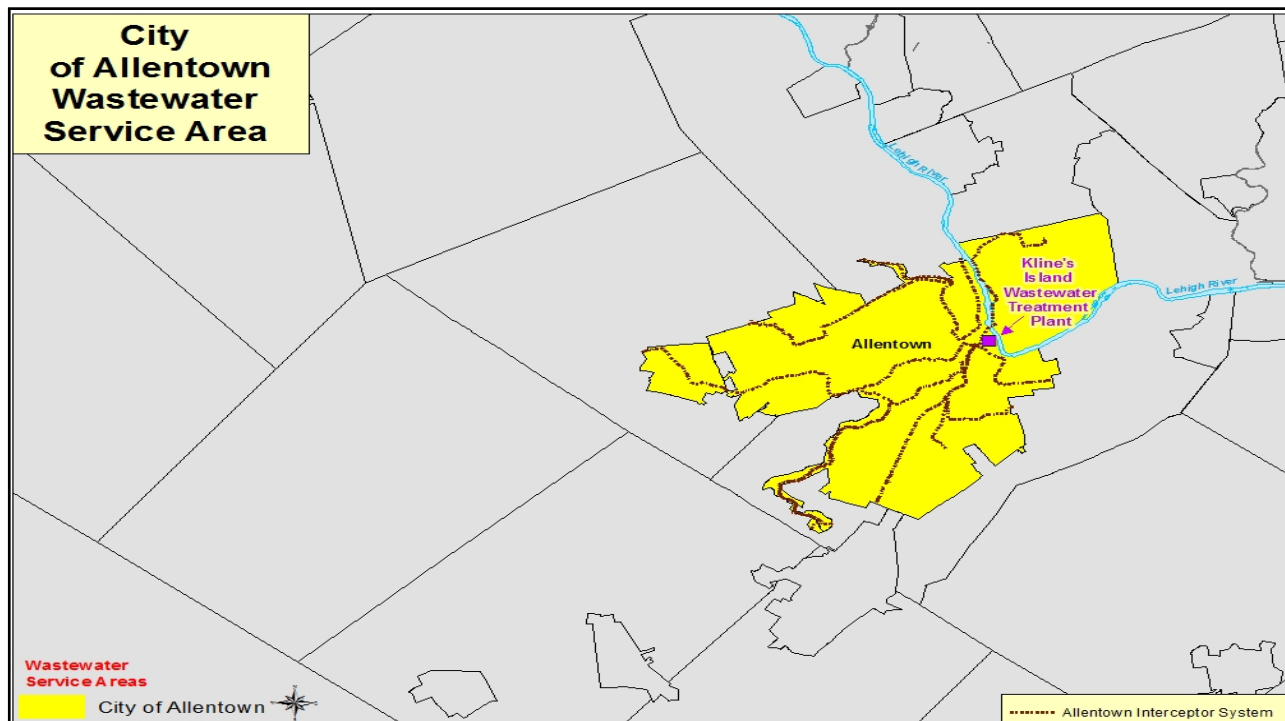 City
of Allentown
Wastewater
Service Area
Lehigh River
Kline's
Island
Wastewater
Treatment
Plant
Lehigh River
Allentown
Wastewater
Service Areas
City of Allentown
Allentown Interceptor System